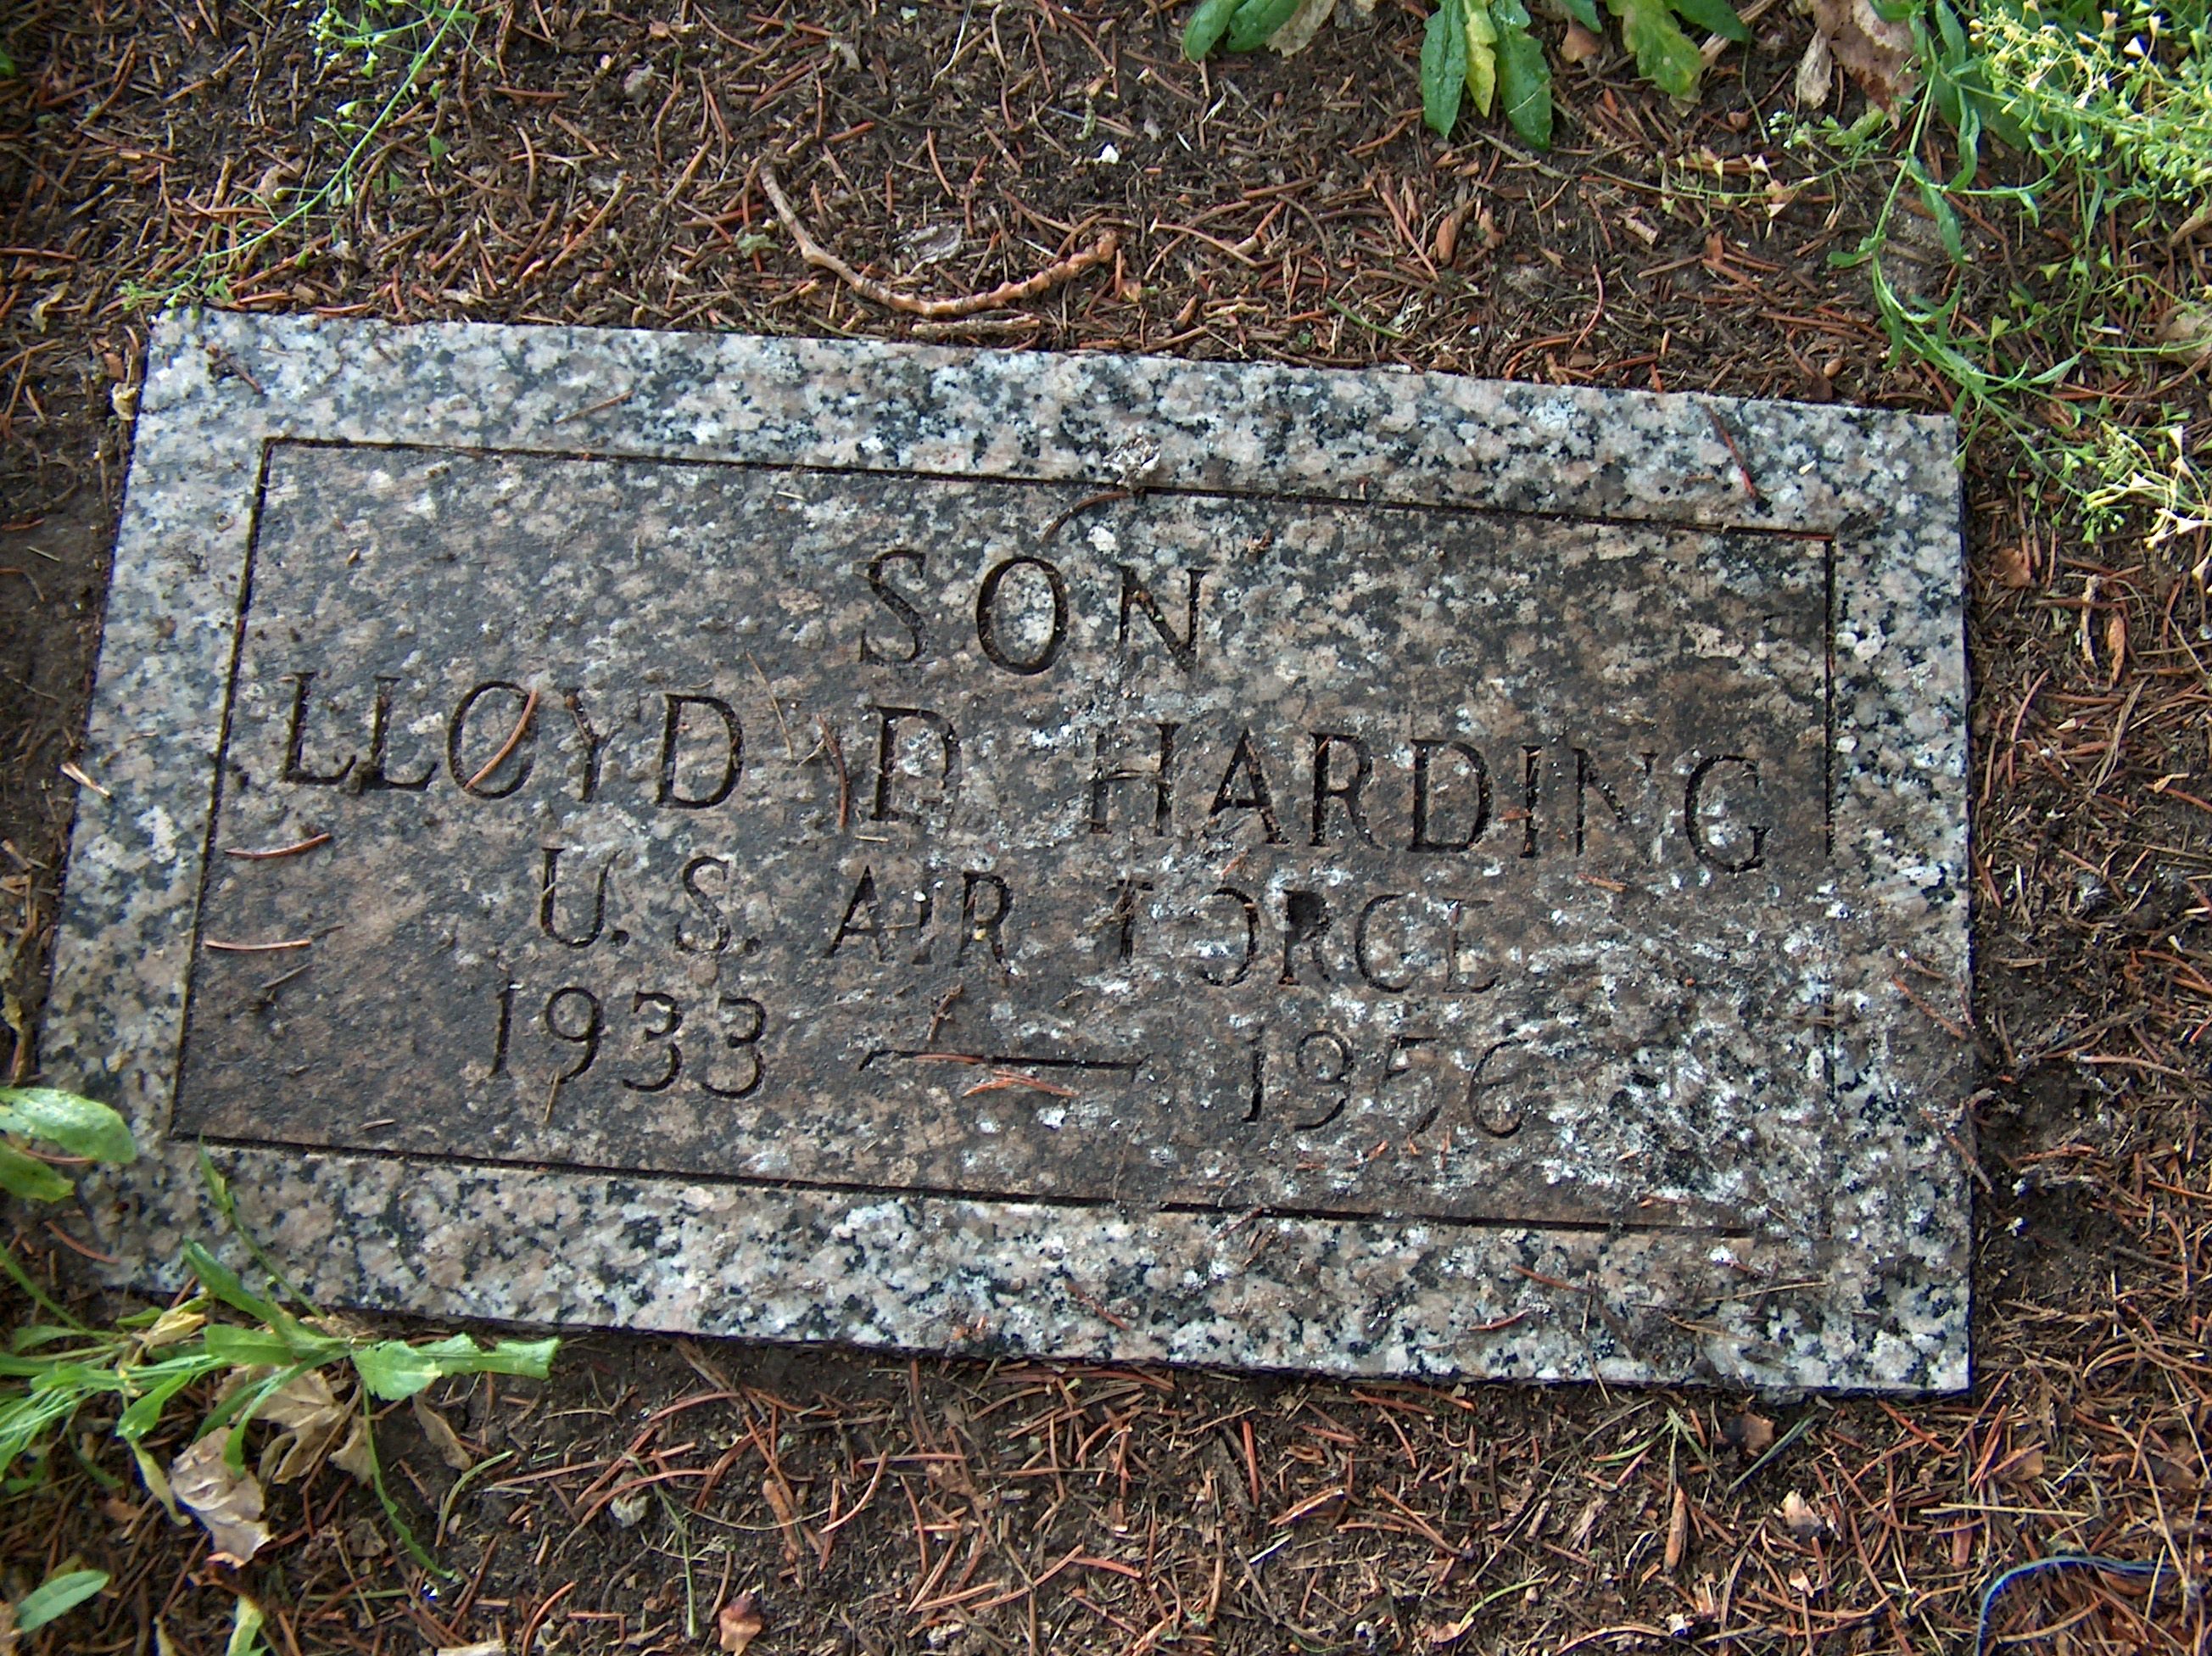 SON
LLOYD D HARDING
U.S. AIR FORCE
1933 — 1956